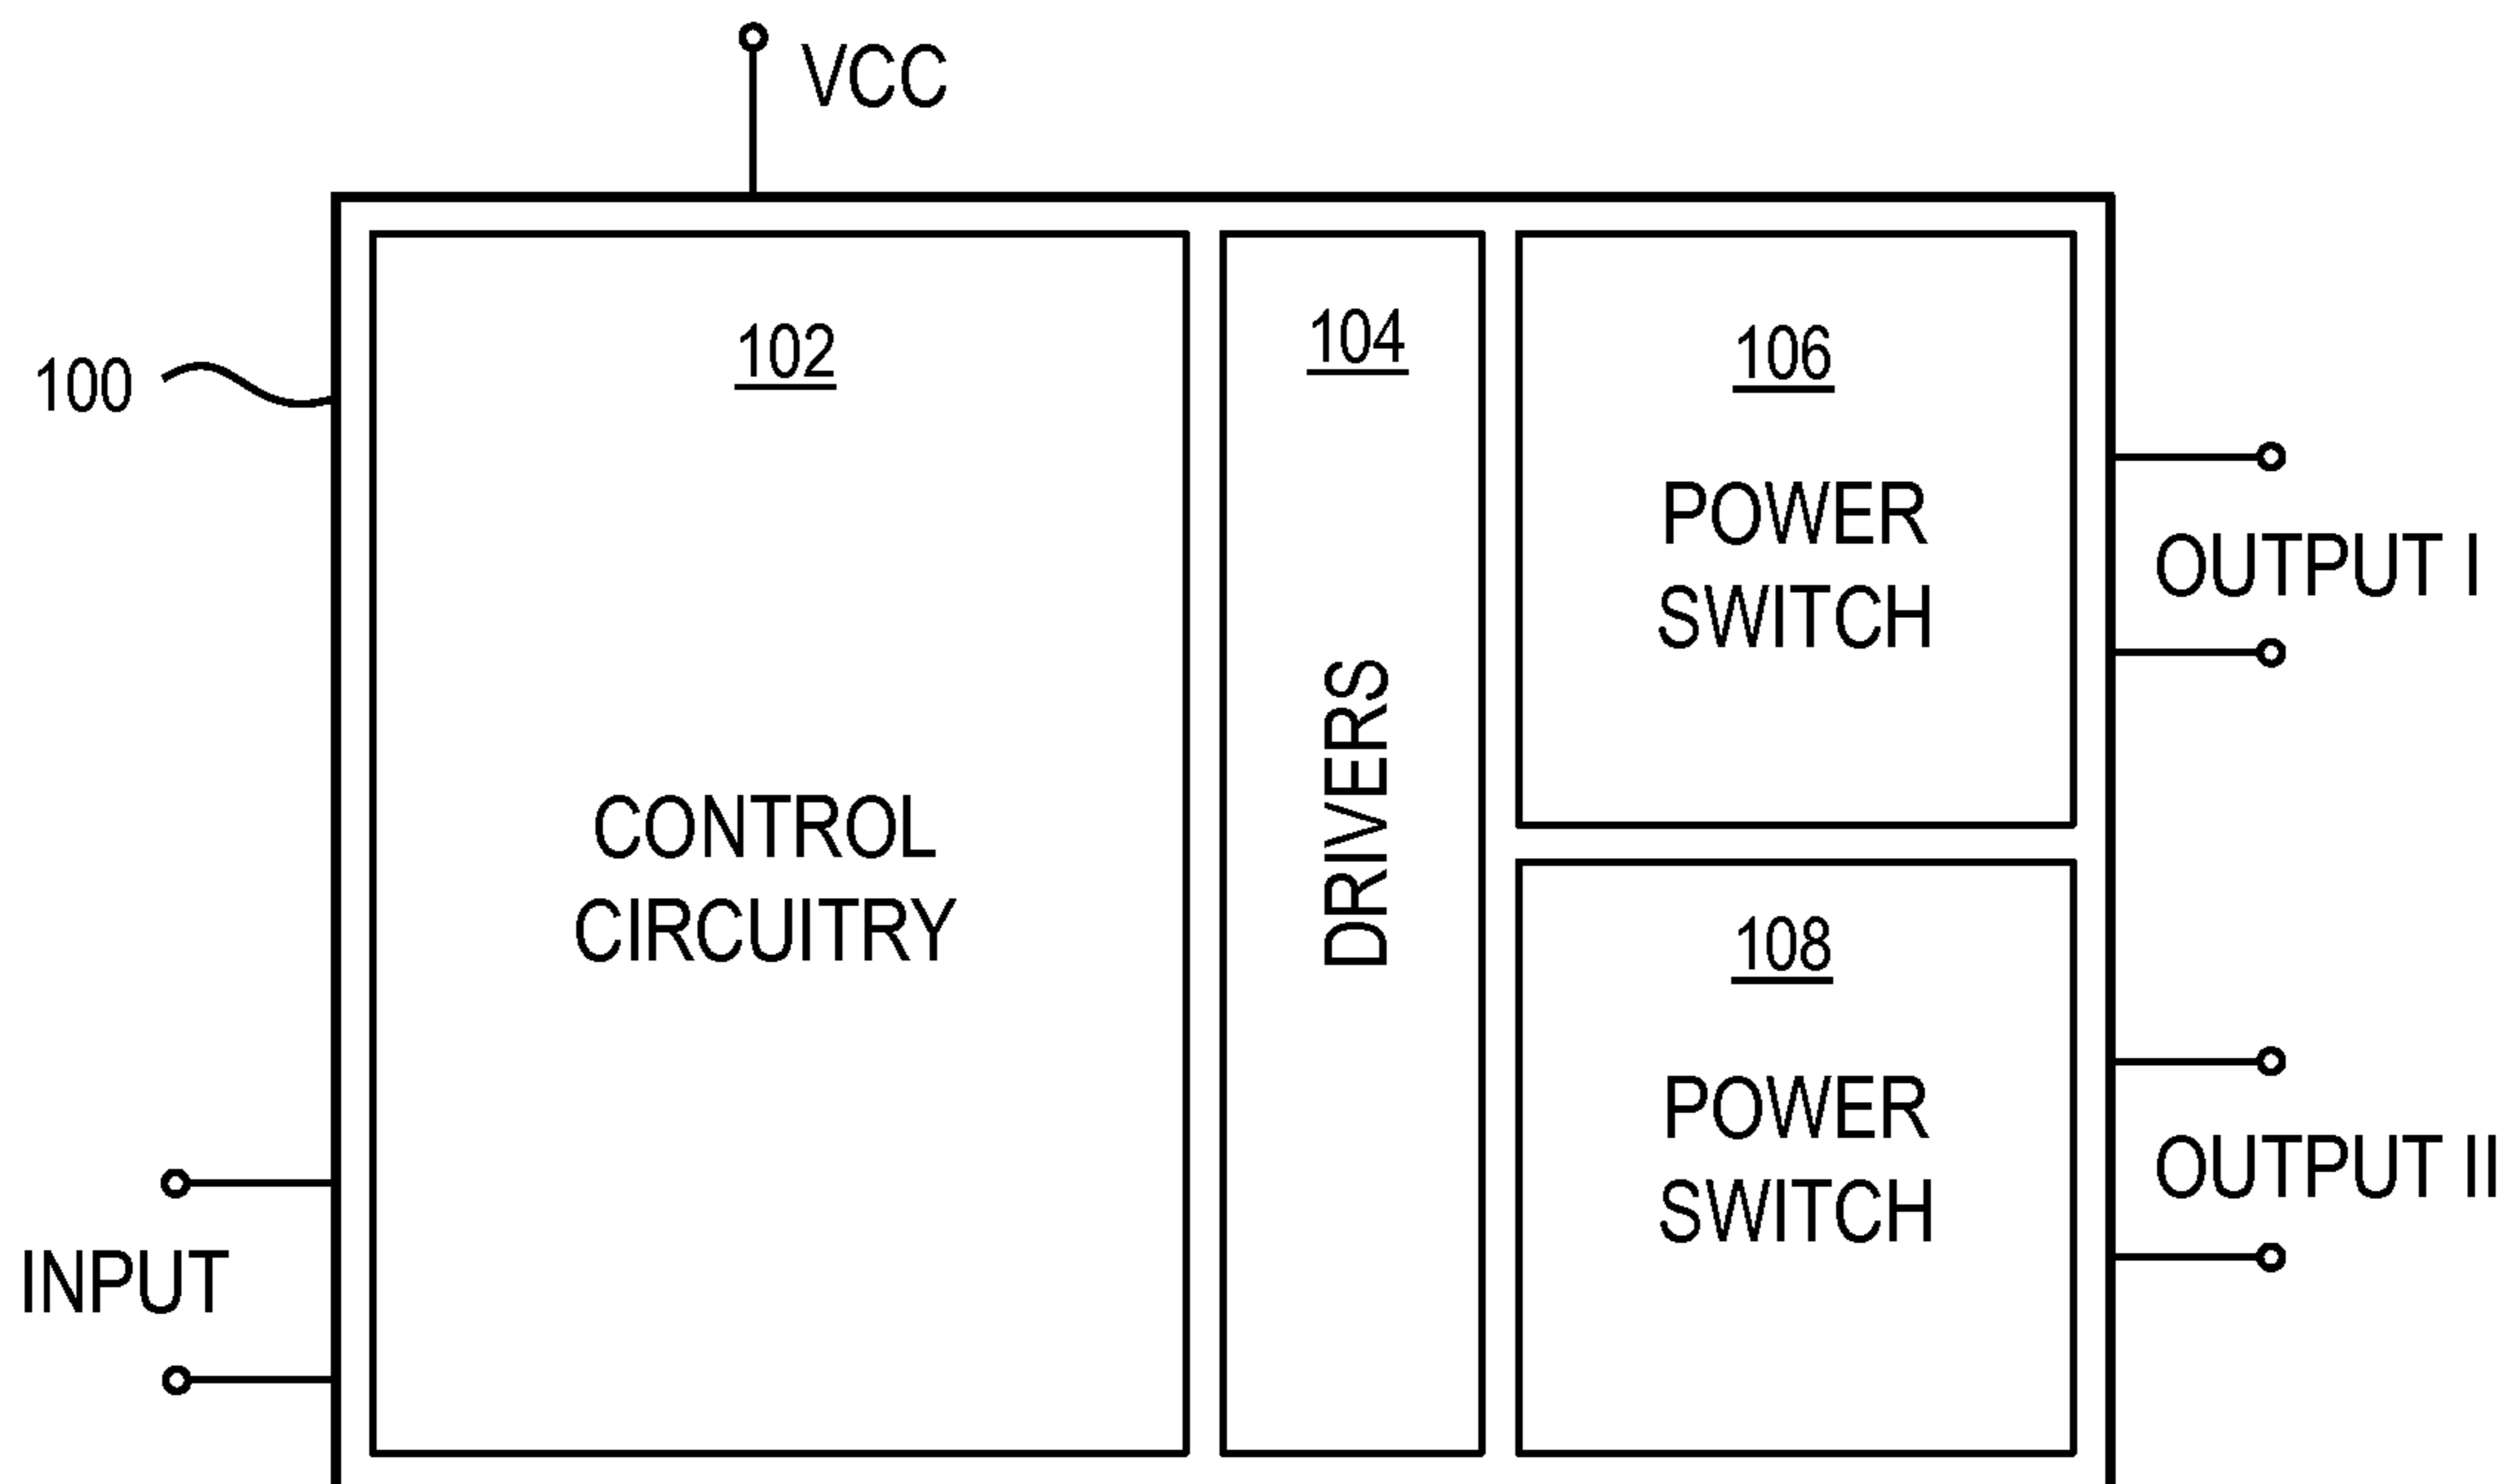 VCC
100
102
104
106
POWER
SWITCH
OUTPUT I
CONTROL
CIRCUITRY
DRIVERS
108
POWER
SWITCH
OUTPUT II
INPUT